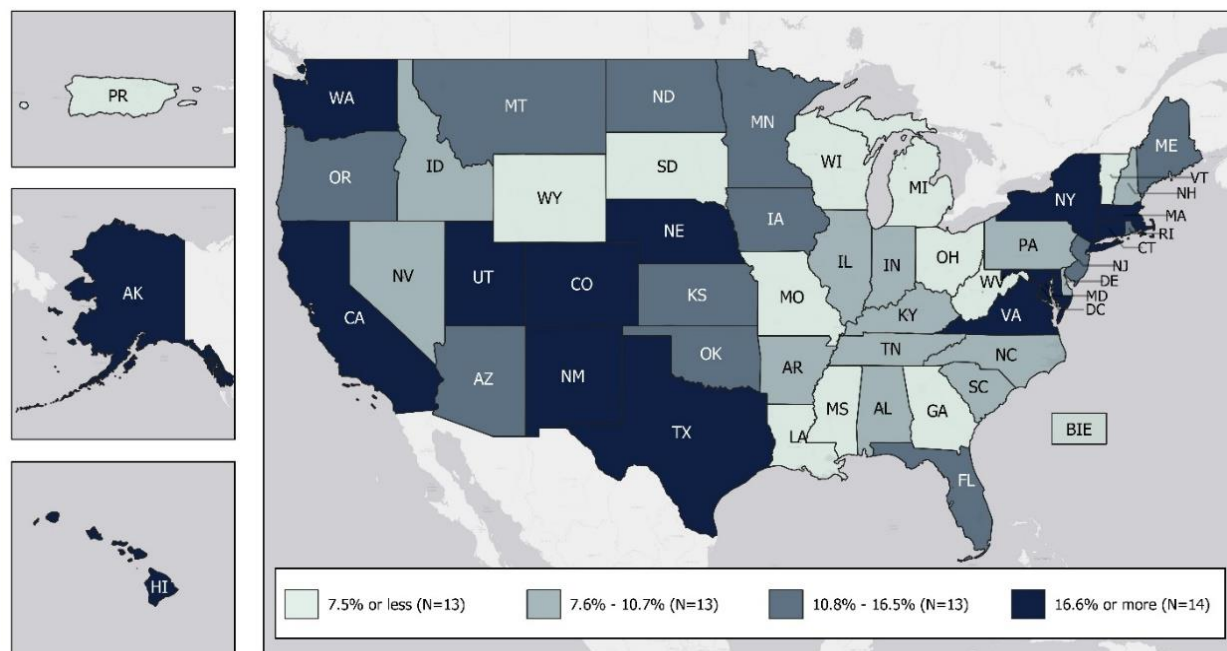 PR
AK
HI
WA
MT
ND
MN
ME
OR
ID
WY
SD
WI
MI
VT
NH
NY
MA
RI
CT
NV
UT
CO
NE
IA
IL
IN
OH
PA
NJ
DE
MD
DC
CA
KS
MO
KY
WV
VA
AZ
NM
OK
AR
TN
NC
SC
TX
LA
MS
AL
GA
FL
BIE
7.5% or less (N=13)
7.6% - 10.7% (N=13)
10.8% - 16.5% (N=13)
16.6% or more (N=14)